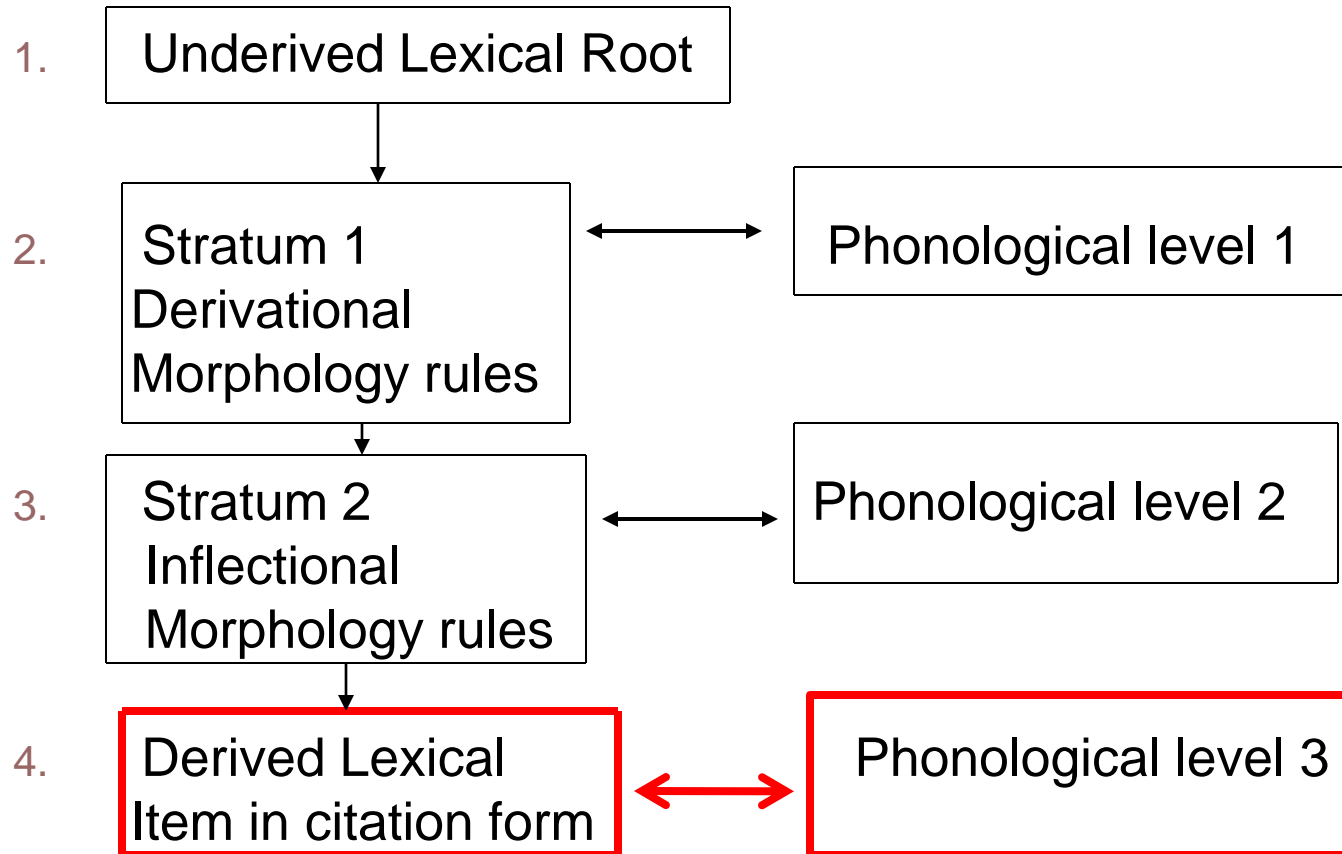 1. Underived Lexical Root
2. Stratum 1
Derivational
Morphology rules
Phonological level 1
3. Stratum 2
Inflectional
Morphology rules
Phonological level 2
4. Derived Lexical
Item in citation form
Phonological level 3